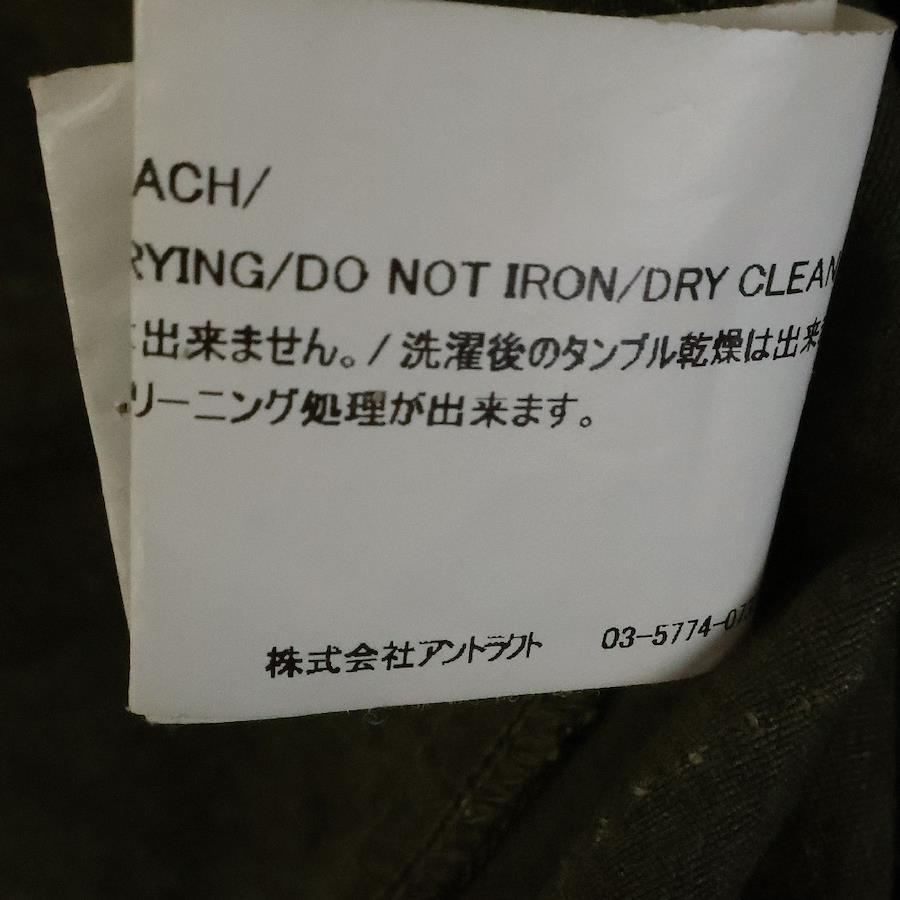 ACH/
RYING/DO NOT IRON/DRY CLEAN
出来ません。/洗濯後のタンブル乾燥は出来
リーニング処理が出来ます。
株式会社アントラクト 03-5774-07